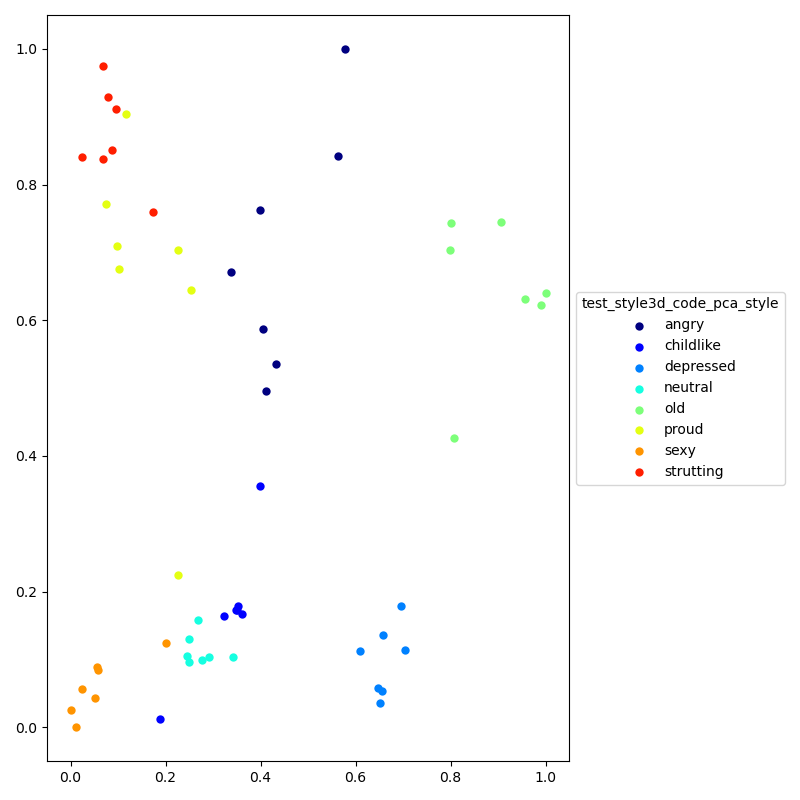 1.0
0.8
0.6
0.4
0.2
0.0
0.0 0.2 0.4 0.6 0.8 1.0
test_style3d_code_pca_style
angry
childlike
depressed
neutral
old
proud
sexy
strutting